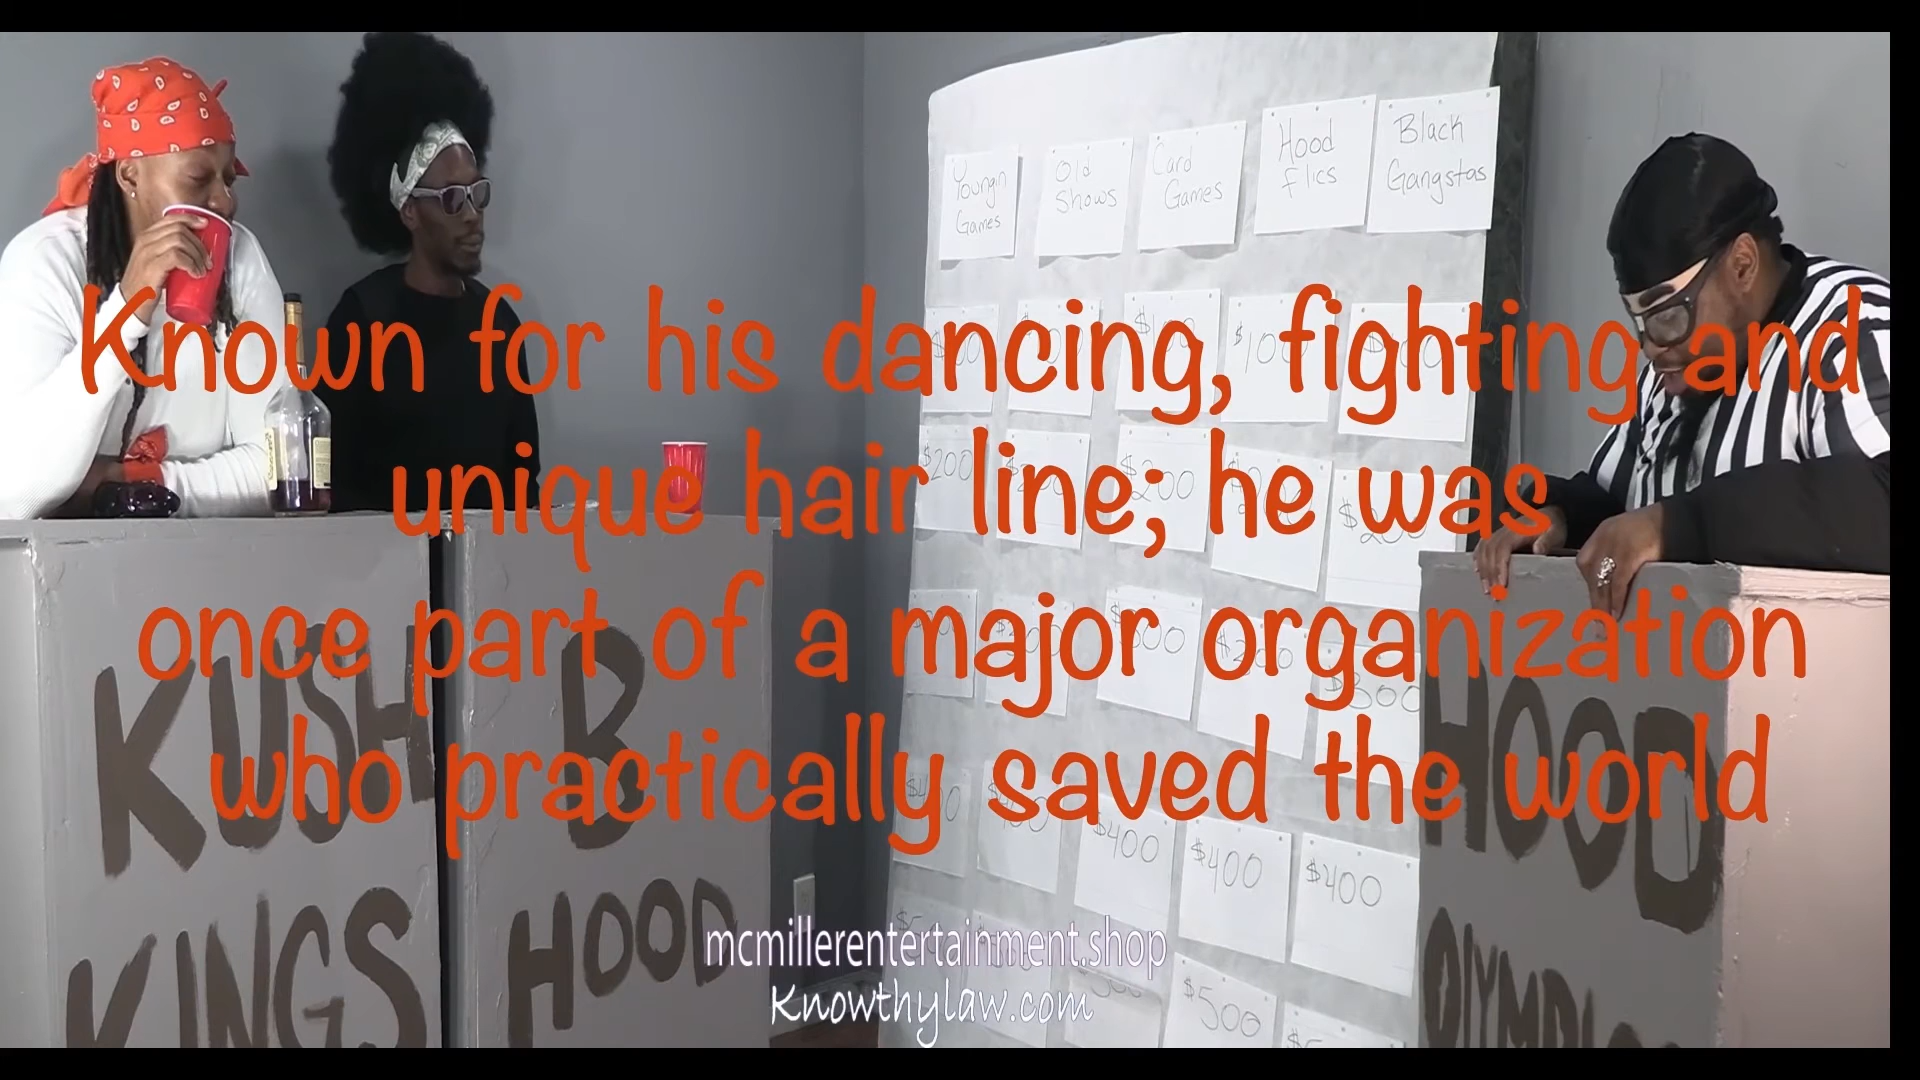 Youngin
Games
Old
Shows
Card
Games
Hood
Flics
Black
Gangstas
Known for his dancing, fighting and
unique hair line; he was
once part of a major organization
who practically saved the world
$200
$200
$400
$400
$400
$500
KUSH
KINGS
B
HOOD
HOOD
mcmillerentertainment.shop
Knowthylaw.com